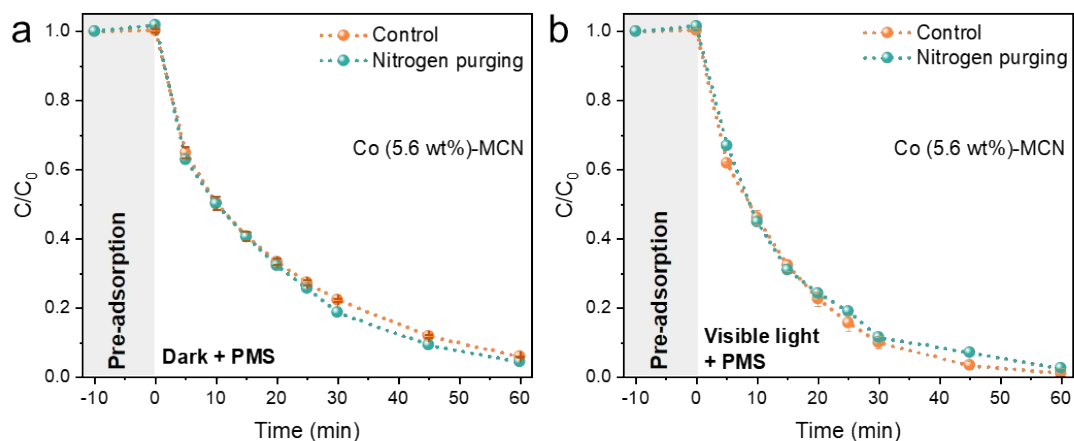 a
Control
Nitrogen purging
Co (5.6 wt%)-MCN
Pre-adsorption
Dark + PMS
C/C0
1.0
0.8
0.6
0.4
0.2
0.0
-10 0 10 20 30 40 50 60
Time (min)
b
Control
Nitrogen purging
Co (5.6 wt%)-MCN
Pre-adsorption
Visible light
+ PMS
C/C0
1.0
0.8
0.6
0.4
0.2
0.0
-10 0 10 20 30 40 50 60
Time (min)